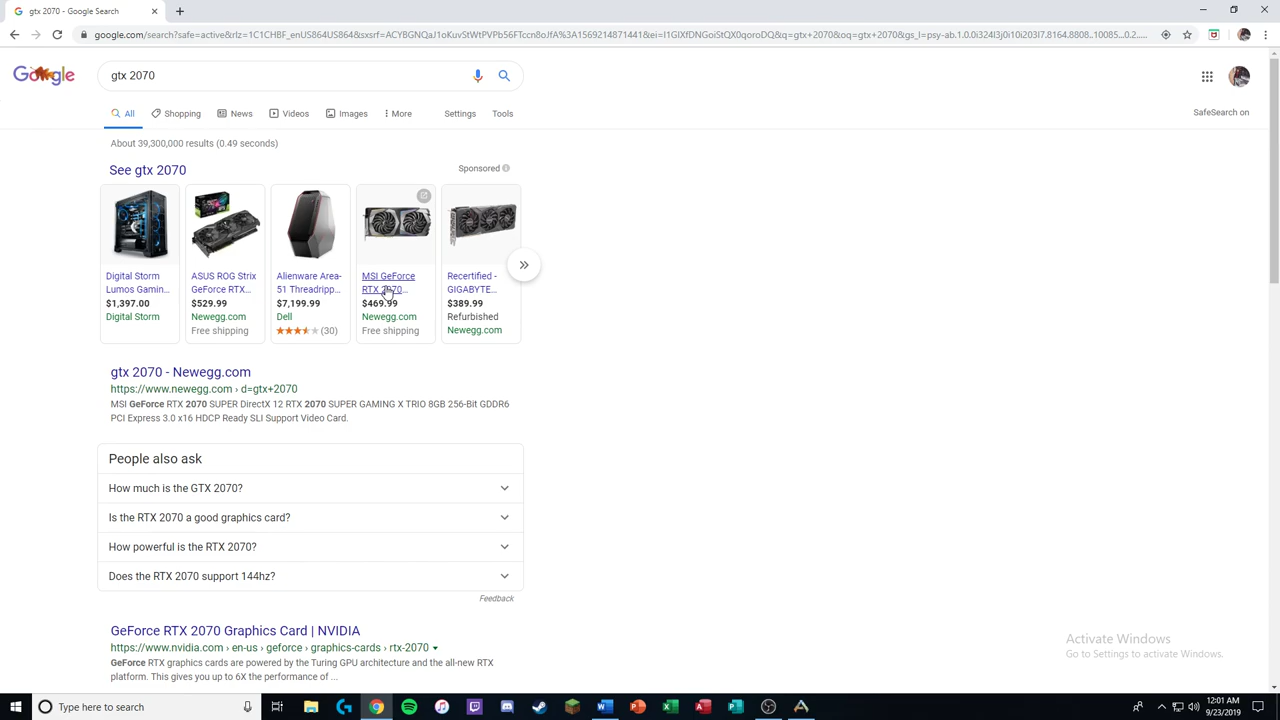 gtx 2070 - Google Search
google.com/search?safe=active&rlz=1C1CHBF_enUS864US864&sxsrf=ACYBGNQaJ1oKuvStWtPVPb56FTccn8oJfA%3A1569214871441&ei=l1GIXfDNGoiStQX0qoroDQ&q=gtx+2070&oq=gtx+2070&gs_l=psy-ab.1.0.0i324l3j0i10i203l7.8164.8808..10085...0.2.....
Google
gtx 2070
All Shopping News Videos Images More Settings Tools
SafeSearch on
About 39,300,000 results (0.49 seconds)
See gtx 2070
Sponsored
Digital Storm
Lumos Gamin...
$1,397.00
Digital Storm
ASUS ROG Strix
GeForce RTX...
$529.99
Newegg.com
Free shipping
Alienware Area-
51 Threadripp...
$7,199.99
Dell
(30)
MSI GeForce
RTX 2070...
$469.99
Newegg.com
Free shipping
Recertified -
GIGABYTE...
$389.99
Refurbished
Newegg.com
gtx 2070 - Newegg.com
https://www.newegg.com › d=gtx+2070
MSI GeForce RTX 2070 SUPER DirectX 12 RTX 2070 SUPER GAMING X TRIO 8GB 256-Bit GDDR6
PCI Express 3.0 x16 HDCP Ready SLI Support Video Card.
People also ask
How much is the GTX 2070?
Is the RTX 2070 a good graphics card?
How powerful is the RTX 2070?
Does the RTX 2070 support 144hz?
Feedback
GeForce RTX 2070 Graphics Card | NVIDIA
https://www.nvidia.com › en-us › geforce › graphics-cards › rtx-2070
GeForce RTX graphics cards are powered by the Turing GPU architecture and the all-new RTX
platform. This gives you up to 6X the performance of ...
Activate Windows
Go to Settings to activate Windows.
Type here to search
12:01 AM
9/23/2019